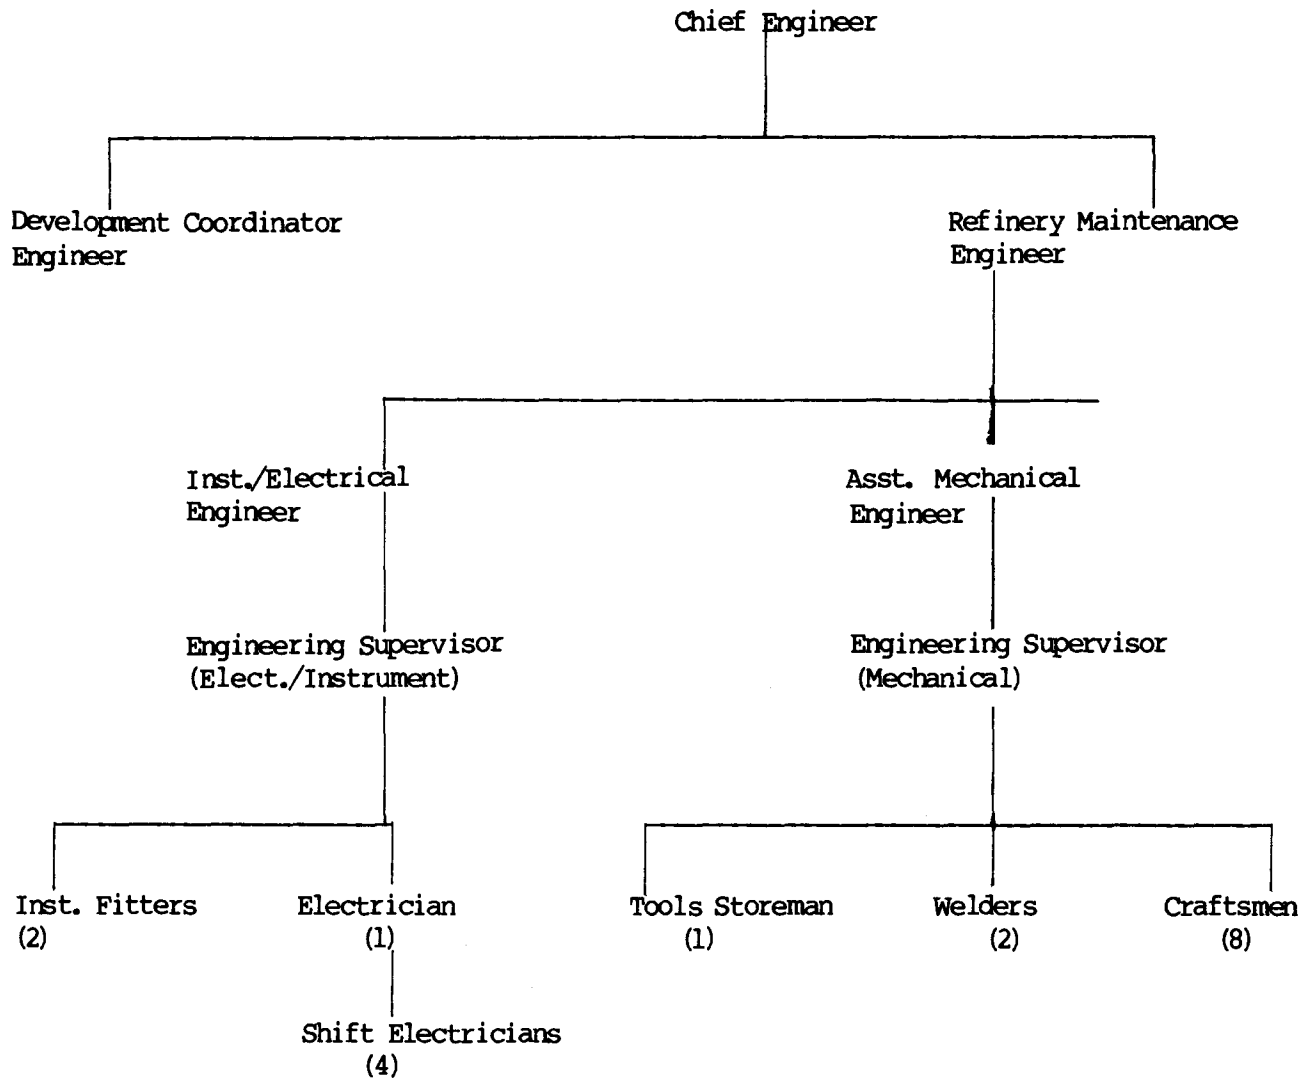 Chief Engineer
Development Coordinator
Engineer
Refinery Maintenance
Engineer
Inst./Electrical
Engineer
Asst. Mechanical
Engineer
Engineering Supervisor
(Elect./Instrument)
Engineering Supervisor
(Mechanical)
Inst. Fitters
(2)
Electrician
(1)
Tools Storeman
(1)
Welders
(2)
Craftsmen
(8)
Shift Electricians
(4)